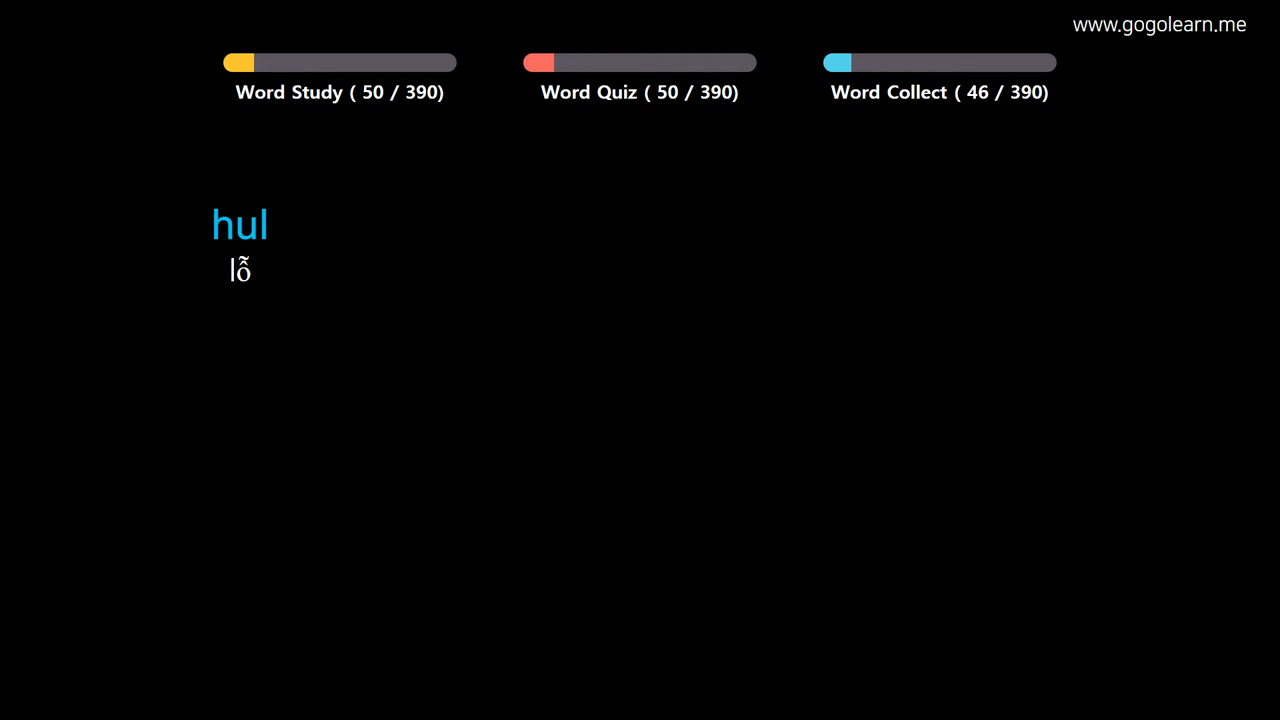 www.gogolearn.me
Word Study ( 50 / 390)
Word Quiz ( 50 / 390)
Word Collect ( 46 / 390)
hul
lỗ